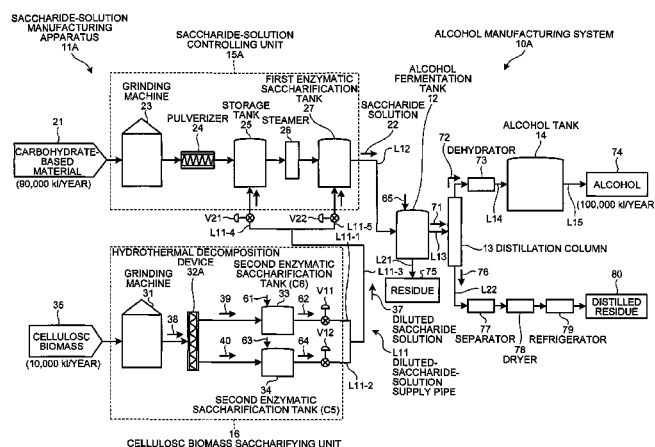 SACCHARIDE-SOLUTION
MANUFACTURING
APPARATUS
11A
SACCHARIDE-SOLUTION
CONTROLLING UNIT
15A
ALCOHOL MANUFACTURING SYSTEM
10A
ALCOHOL
FERMENTATION
TANK
12
FIRST ENZYMATIC
SACCHARIFICATION
TANK
27
SACCHARIDE
SOLUTION
22
GRINDING
MACHINE
23
PULVERIZER
24
STORAGE
TANK
25
STEAMER
26
21
CARBOHYDRATE-
BASED
MATERIAL
(90,000 kl/YEAR)
L12
72
DEHYDRATOR
73
ALCOHOL TANK
14
74
ALCOHOL
(100,000 kl/YEAR)
L14
L15
65
71
L13
L21
75
RESIDUE
13 DISTILLATION COLUMN
76
L22
77
SEPARATOR
78
DRYER
79
REFRIGERATOR
80
DISTILLED
RESIDUE
V21
V22
L11-4
L11-5
L11-1
L11-3
37
DILUTED
SACCHARIDE
SOLUTION
L11
DILUTED-
SACCHARIDE-
SOLUTION
SUPPLY PIPE
HYDROTHERMAL DECOMPOSITION
DEVICE
32A
GRINDING
MACHINE
31
SECOND ENZYMATIC
SACCHARIFICATION
TANK (C6)
33
61
62
V11
38
39
40
35
CELLULOSC
BIOMASS
(10,000 kl/YEAR)
63
64
V12
34
L11-2
SECOND ENZYMATIC
SACCHARIFICATION TANK (C5)
16
CELLULOSC BIOMASS SACCHARIFYING UNIT